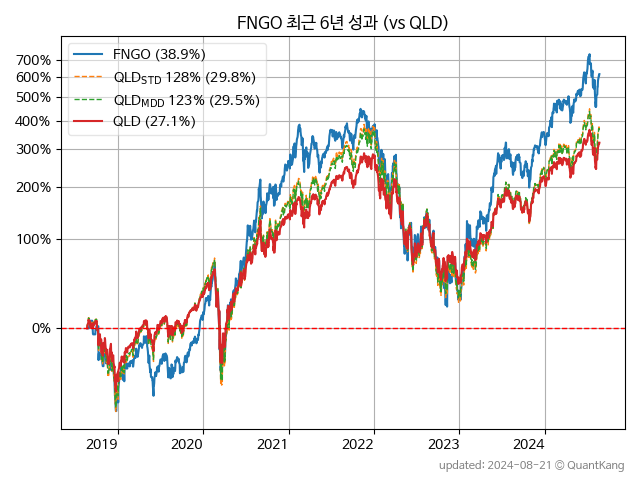 FNGO 최근 6년 성과 (vs QLD)
FNGO (38.9%)
QLD_STD 128% (29.8%)
QLD_MDD 123% (29.5%)
QLD (27.1%)
700%
600%
500%
400%
300%
200%
100%
0%
2019 2020 2021 2022 2023 2024
updated: 2024-08-21 © QuantKang